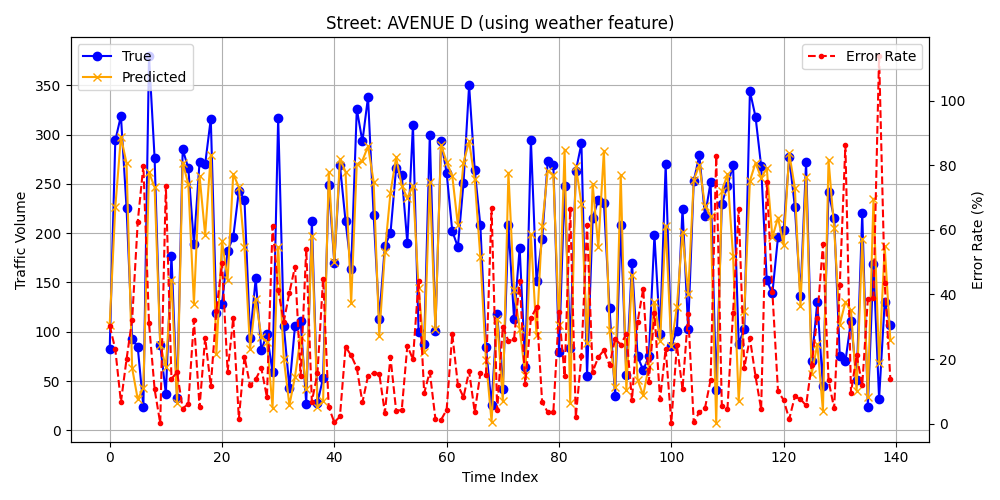 Street: AVENUE D (using weather feature)
True
Predicted
Error Rate
350
300
250
200
150
100
50
0
Traffic Volume
100
80
60
40
20
0
Error Rate (%)
0 20 40 60 80 100 120 140
Time Index